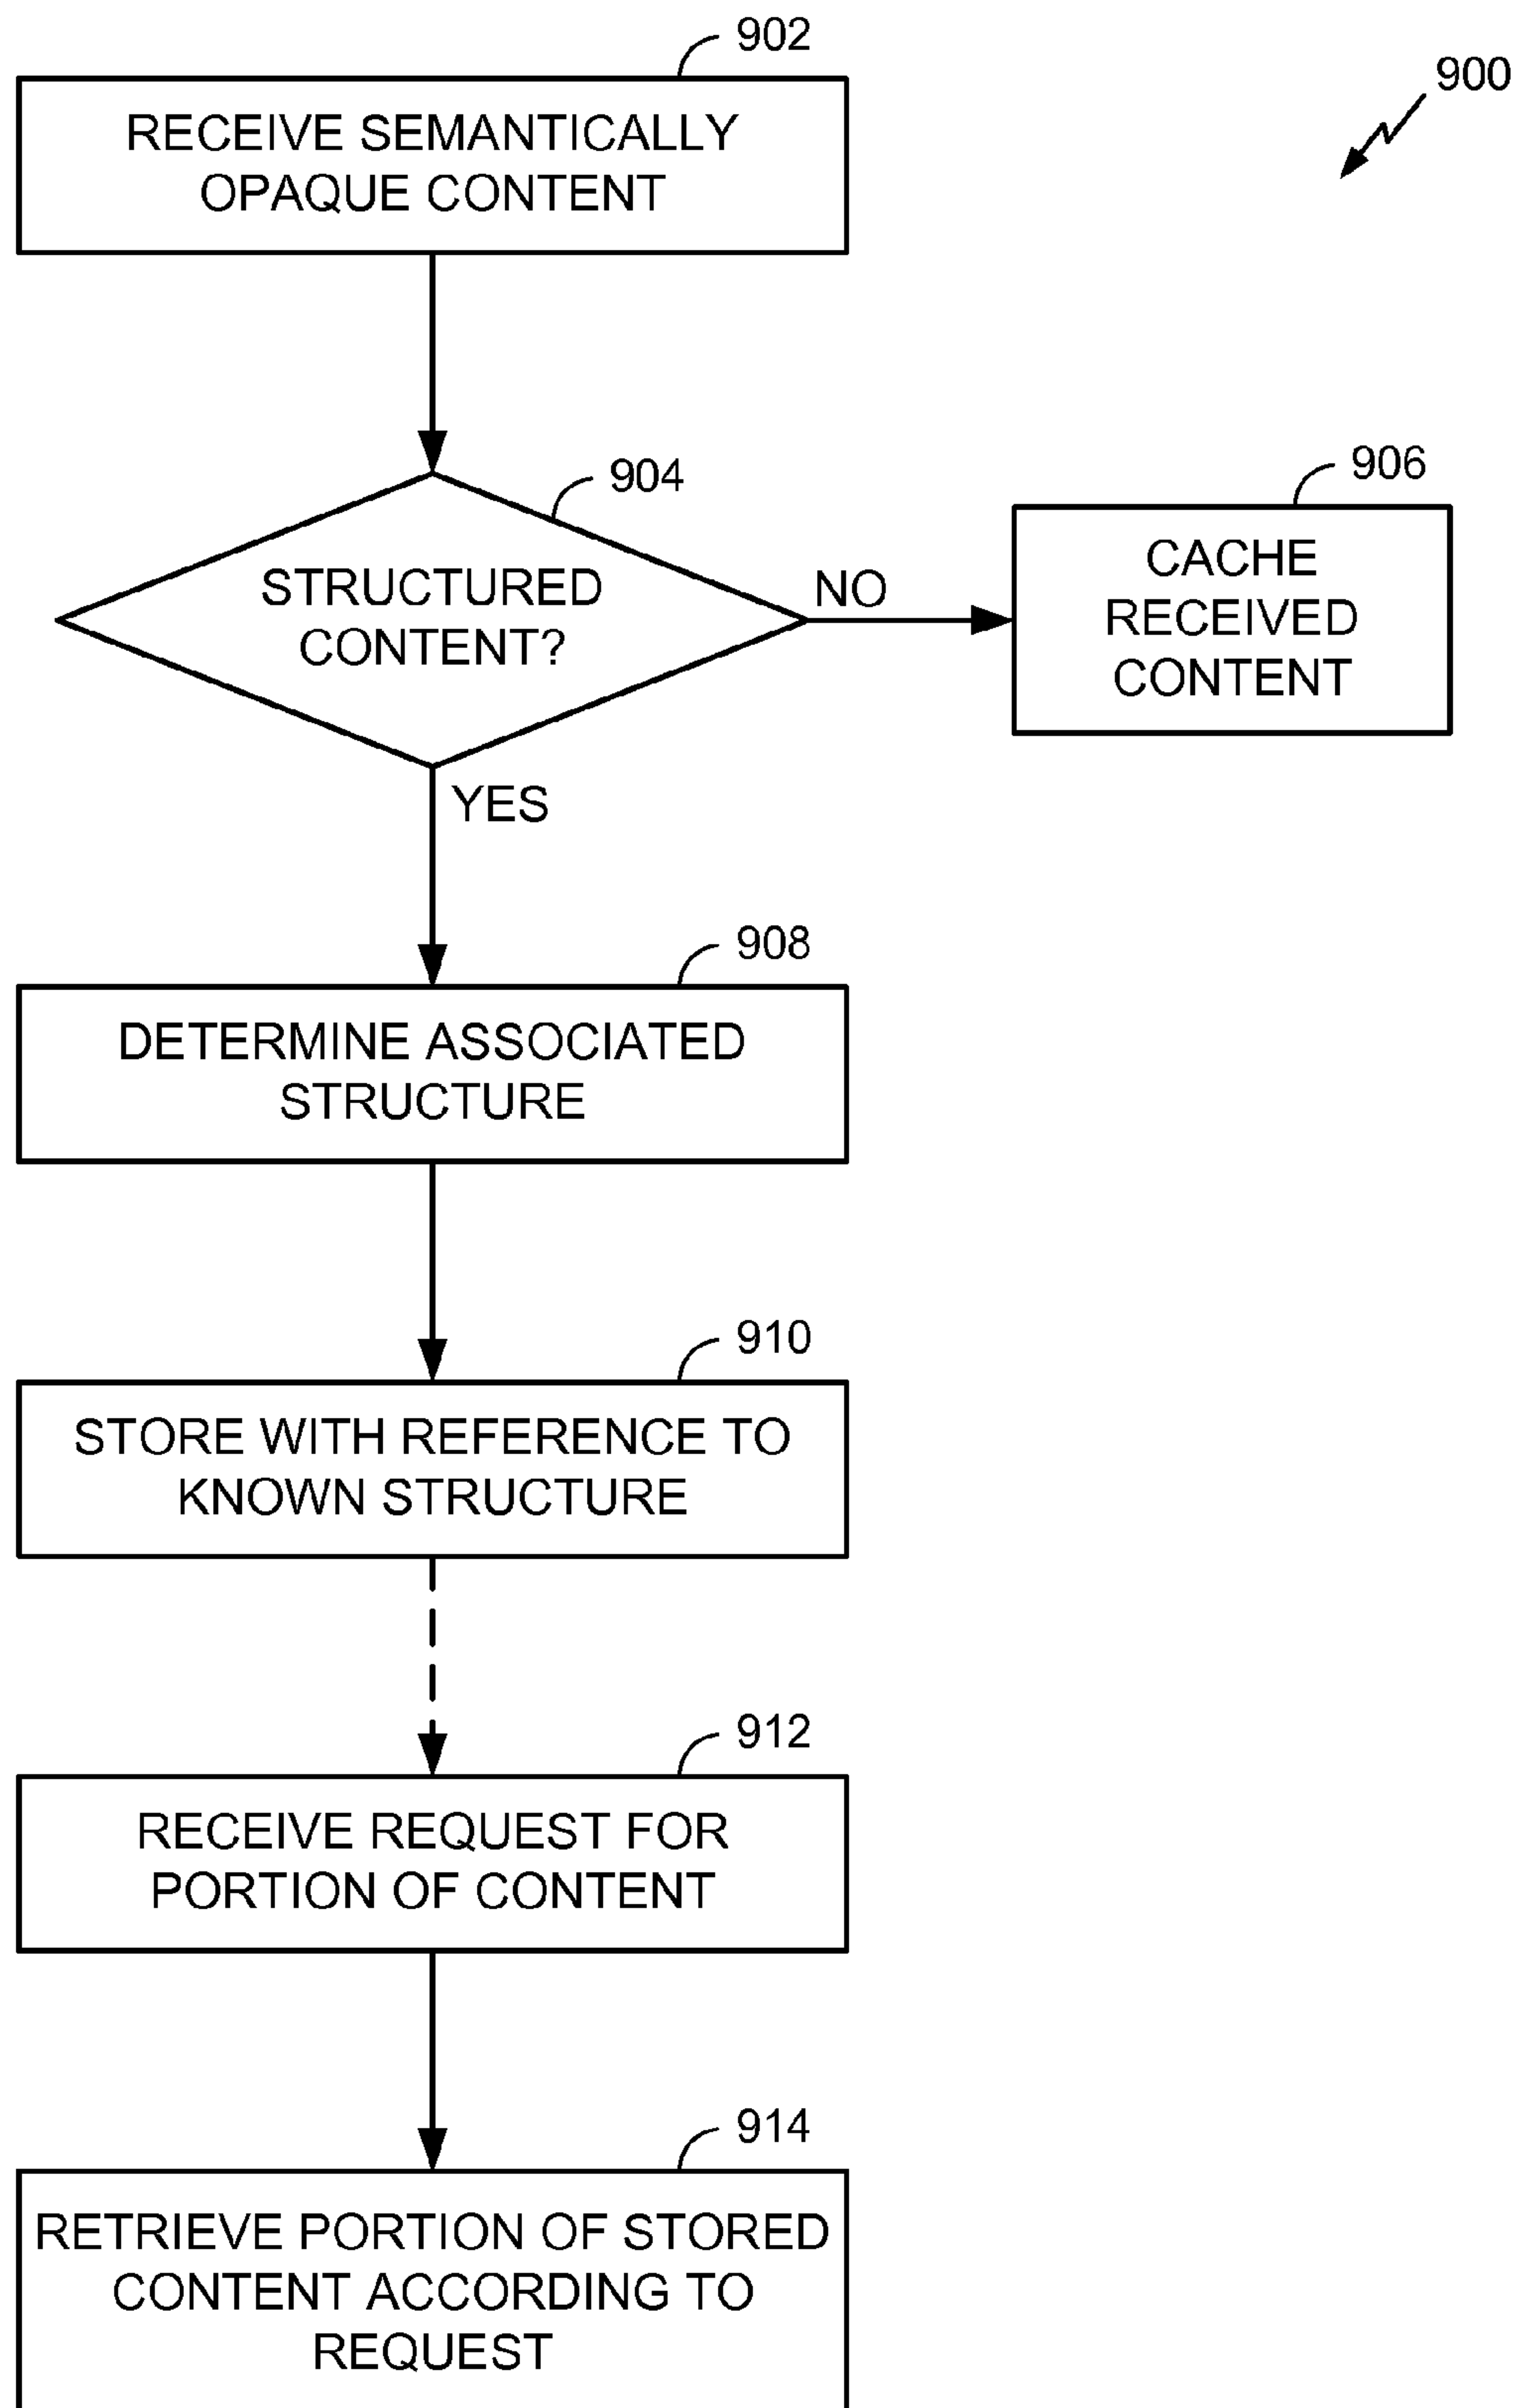 902
900
RECEIVE SEMANTICALLY
OPAQUE CONTENT
904
STRUCTURED
CONTENT?
NO
906
CACHE
RECEIVED
CONTENT
YES
908
DETERMINE ASSOCIATED
STRUCTURE
910
STORE WITH REFERENCE TO
KNOWN STRUCTURE
912
RECEIVE REQUEST FOR
PORTION OF CONTENT
914
RETRIEVE PORTION OF STORED
CONTENT ACCORDING TO
REQUEST